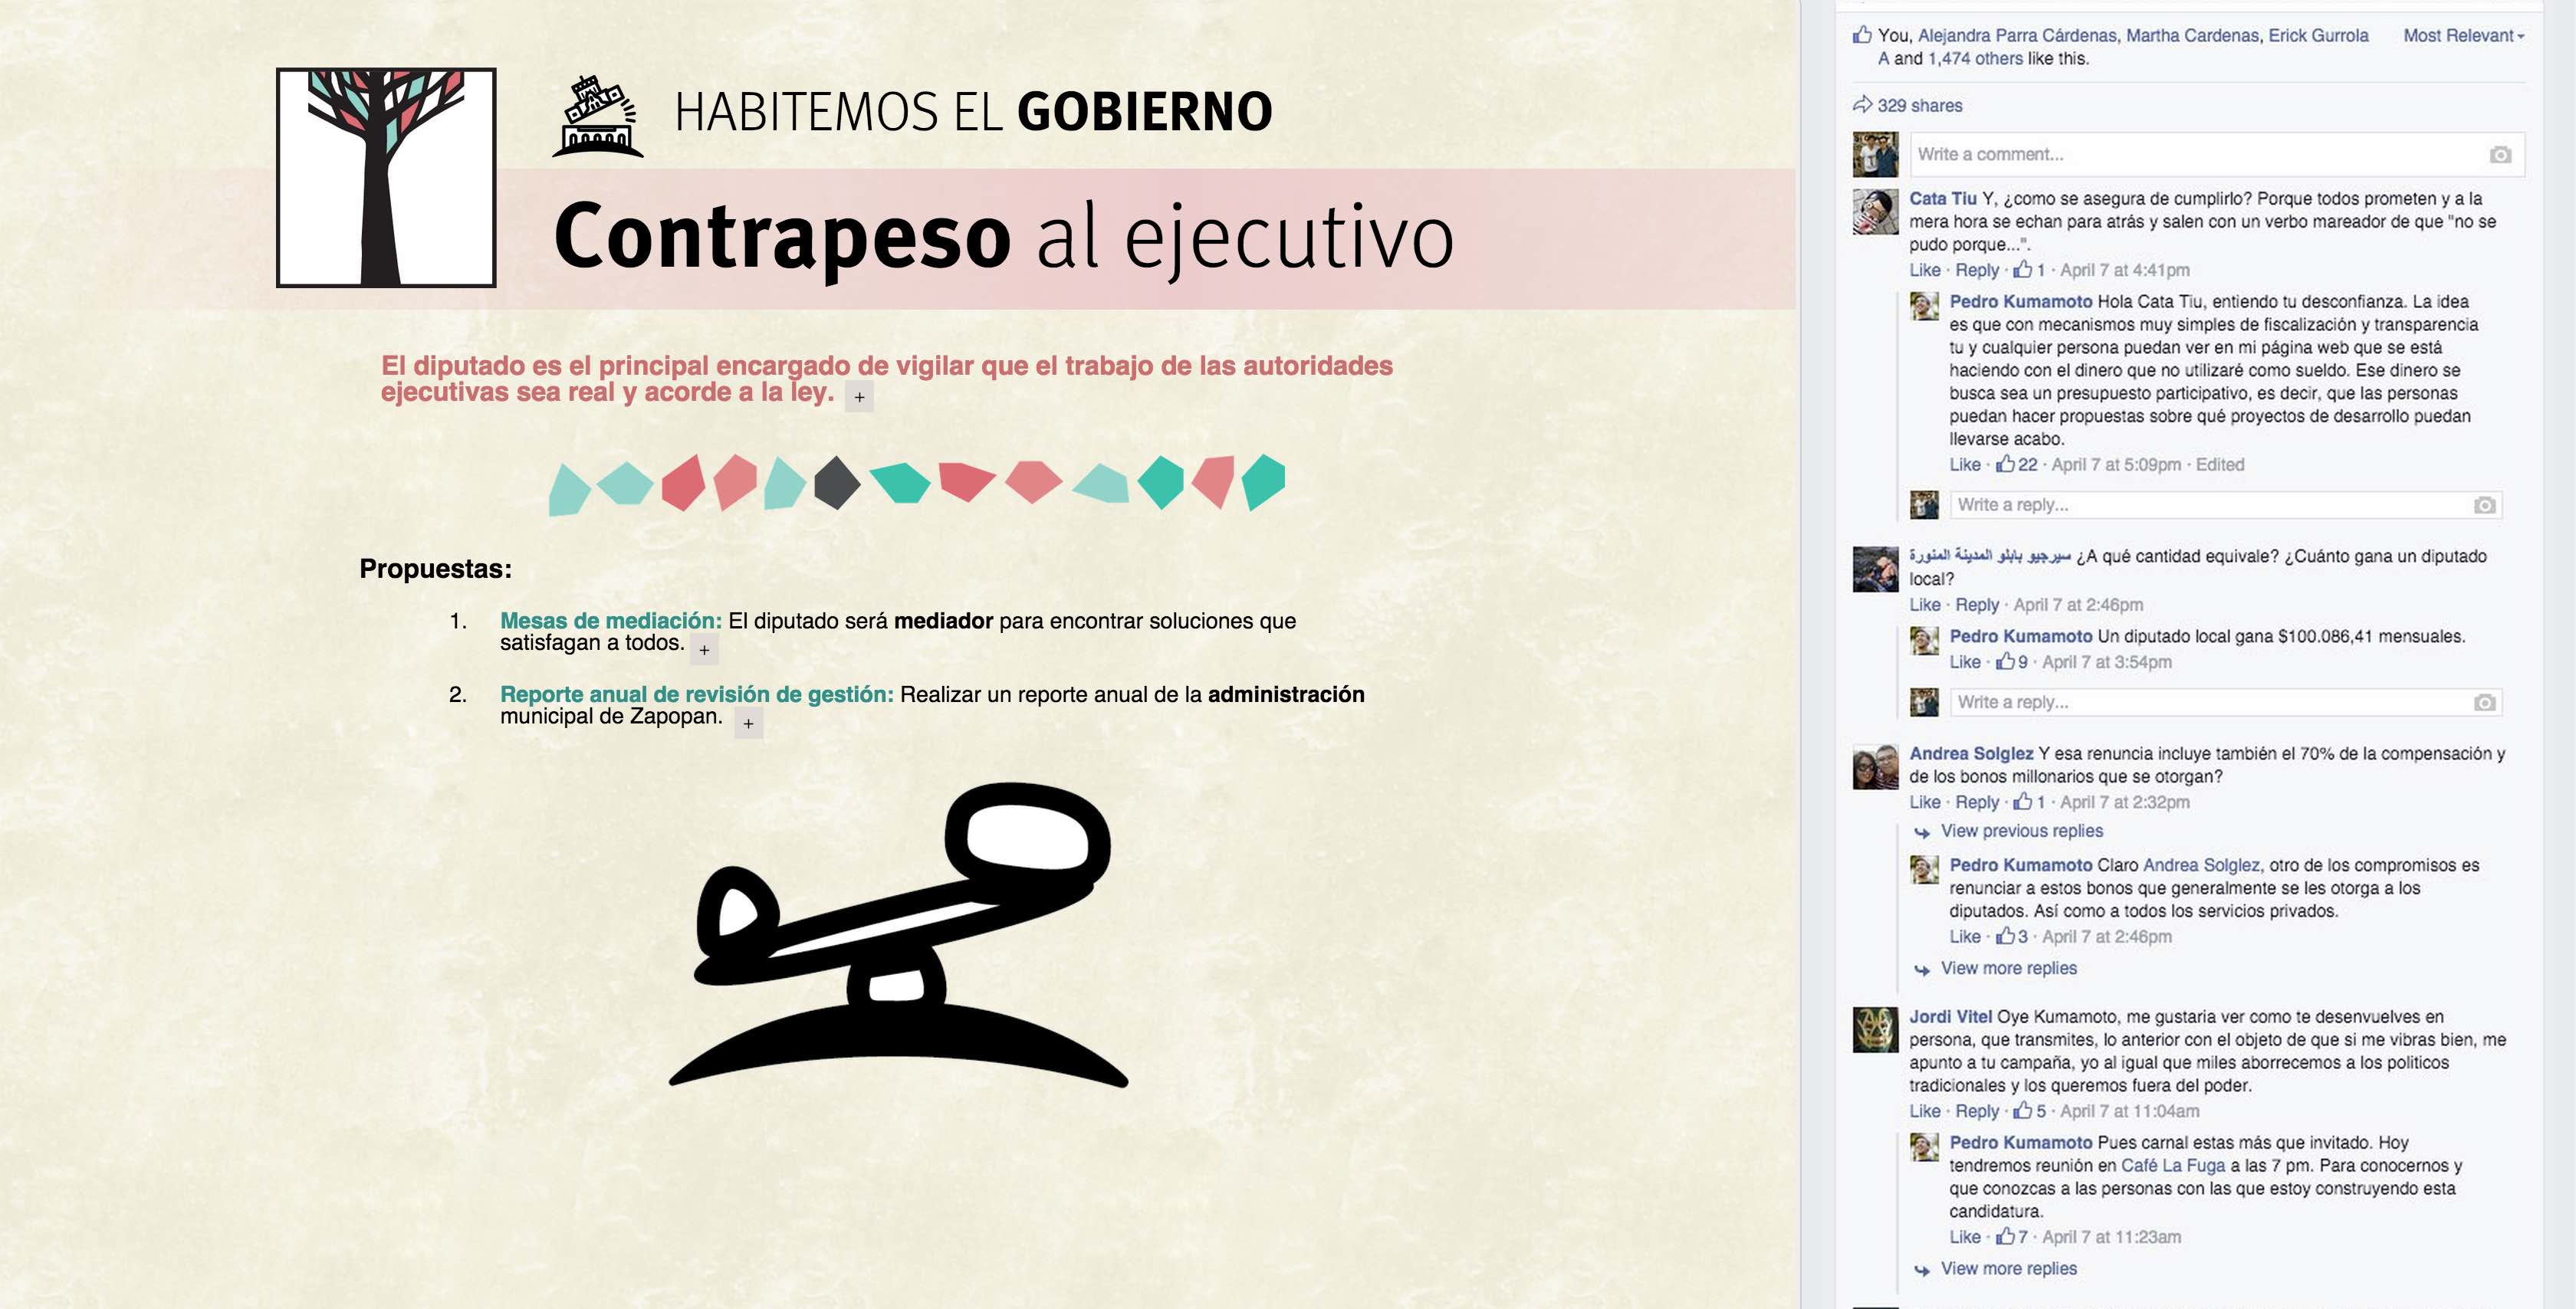 HABITEMOS EL GOBIERNO
Contrapeso al ejecutivo
El diputado es el principal encargado de vigilar que el trabajo de las autoridades
ejecutivas sea real y acorde a la ley. +
Propuestas:
1. Mesas de mediación: El diputado será mediador para encontrar soluciones que
satisfagan a todos. +
2. Reporte anual de revisión de gestión: Realizar un reporte anual de la administración
municipal de Zapopan. +
You, Alejandra Parra Cárdenas, Martha Cardenas, Erick Gurrola
A and 1,474 others like this.
Most Relevant
329 shares
Write a comment...
Cata Tiu Y, ¿como se asegura de cumplirlo? Porque todos prometen y a la
mera hora se echan para atrás y salen con un verbo mareador de que "no se
pudo porque...".
Like · Reply · 1 · April 7 at 4:41pm
Pedro Kumamoto Hola Cata Tiu, entiendo tu desconfianza. La idea
es que con mecanismos muy simples de fiscalización y transparencia
tu y cualquier persona puedan ver en mi página web que se está
haciendo con el dinero que no utilizaré como sueldo. Ese dinero se
busca sea un presupuesto participativo, es decir, que las personas
puedan hacer propuestas sobre qué proyectos de desarrollo puedan
llevarse acabo.
Like · 22 · April 7 at 5:09pm · Edited
Write a reply...
سيرجيو بابلو المدينة المنورة ¿A qué cantidad equivale? ¿Cuánto gana un diputado
local?
Like · Reply · April 7 at 2:46pm
Pedro Kumamoto Un diputado local gana $100.086,41 mensuales.
Like · 9 · April 7 at 3:54pm
Write a reply...
Andrea Solglez Y esa renuncia incluye también el 70% de la compensación y
de los bonos millonarios que se otorgan?
Like · Reply · 1 · April 7 at 2:32pm
View previous replies
Pedro Kumamoto Claro Andrea Solglez, otro de los compromisos es
renunciar a estos bonos que generalmente se les otorga a los
diputados. Así como a todos los servicios privados.
Like · 3 · April 7 at 2:46pm
View more replies
Jordi Vitel Oye Kumamoto, me gustaria ver como te desenvuelves en
persona, que transmites, lo anterior con el objeto de que si me vibras bien, me
apunto a tu campaña, yo al igual que miles aborrecemos a los politicos
tradicionales y los queremos fuera del poder.
Like · Reply · 5 · April 7 at 11:04am
Pedro Kumamoto Pues carnal estas más que invitado. Hoy
tendremos reunión en Café La Fuga a las 7 pm. Para conocernos y
que conozcas a las personas con las que estoy construyendo esta
candidatura.
Like · 7 · April 7 at 11:23am
View more replies